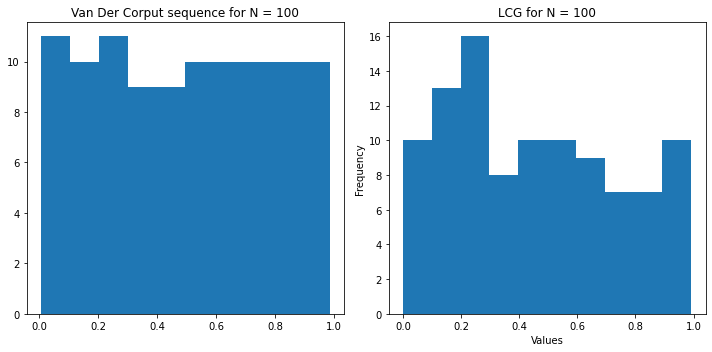 Van Der Corput sequence for N = 100
10
8
6
4
2
0
0.0 0.2 0.4 0.6 0.8 1.0
LCG for N = 100
Frequency
16
14
12
10
8
6
4
2
0
0.0 0.2 0.4 0.6 0.8 1.0
Values